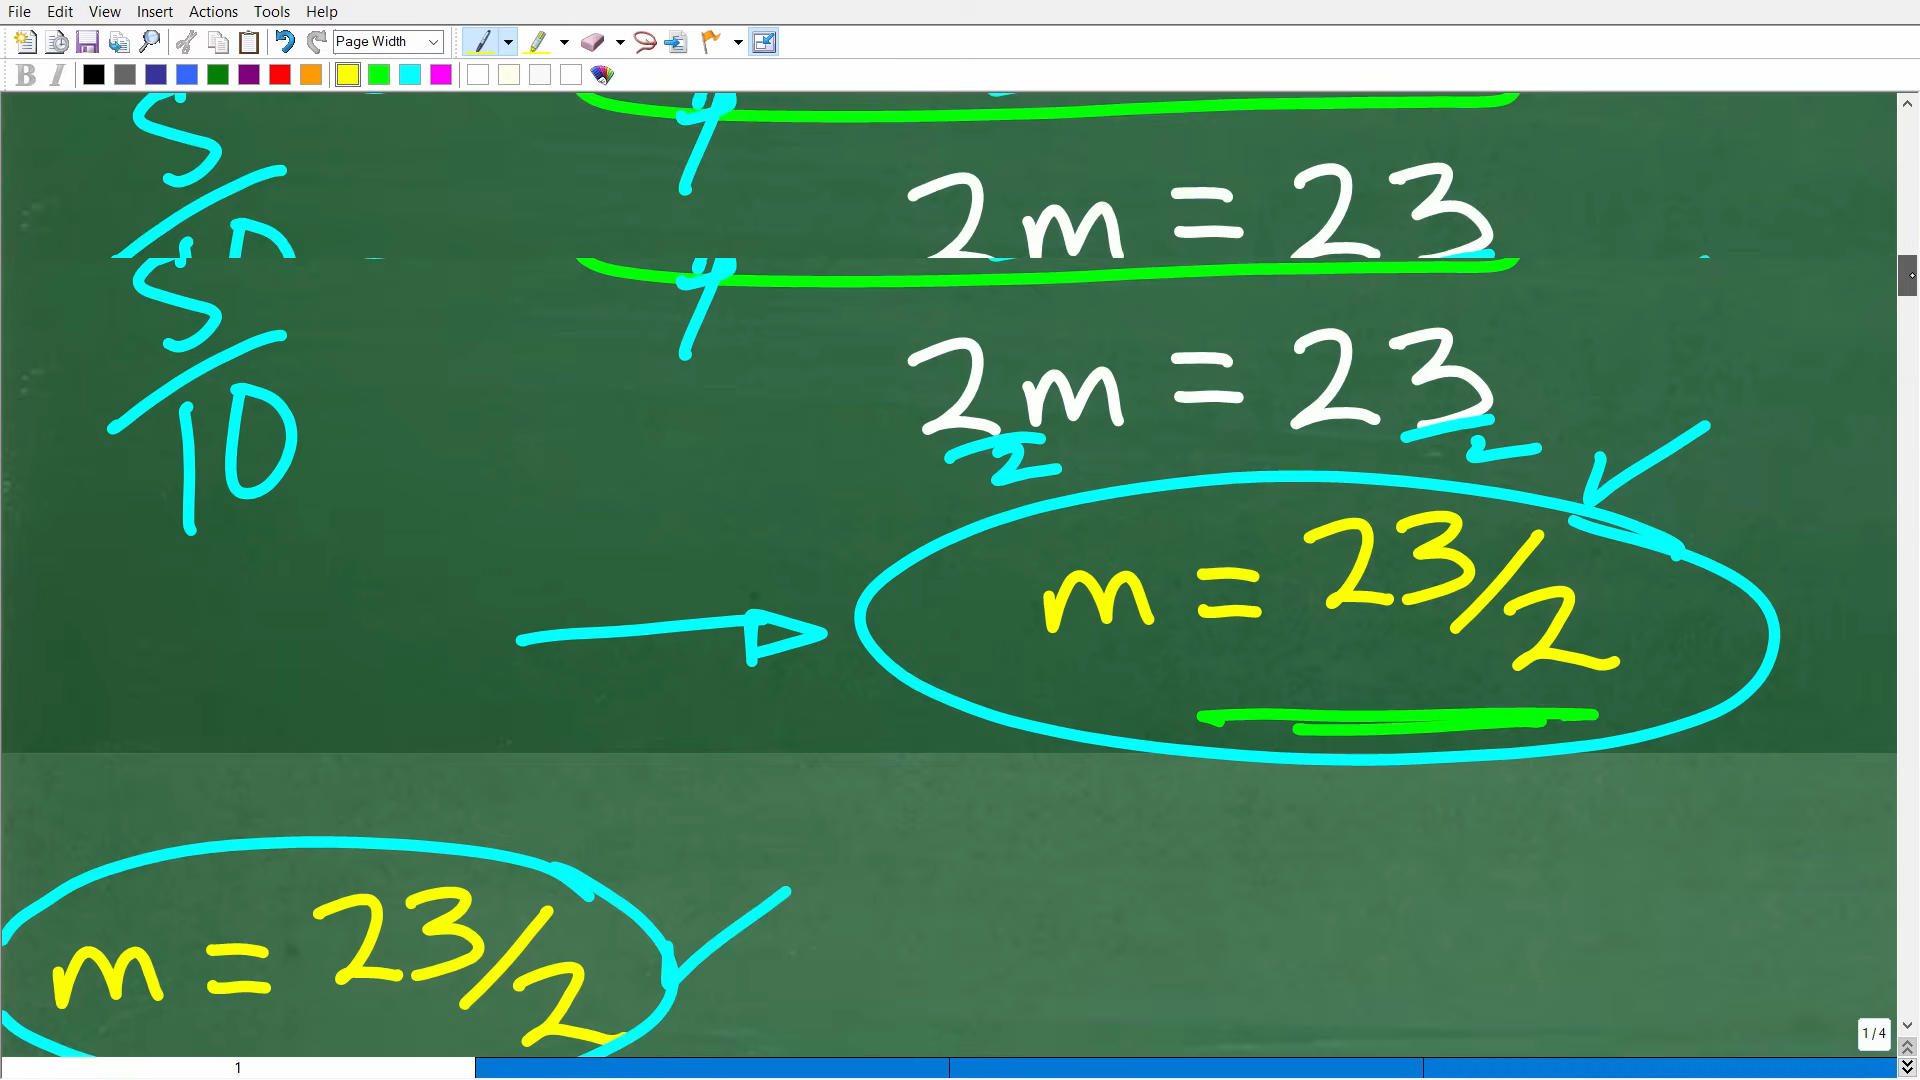 File Edit View Insert Actions Tools Help
Page Width
B I
5/10
2m = 23
5/10
2m = 23
2 2
m = 23/2
m = 23/2
1 / 4
1